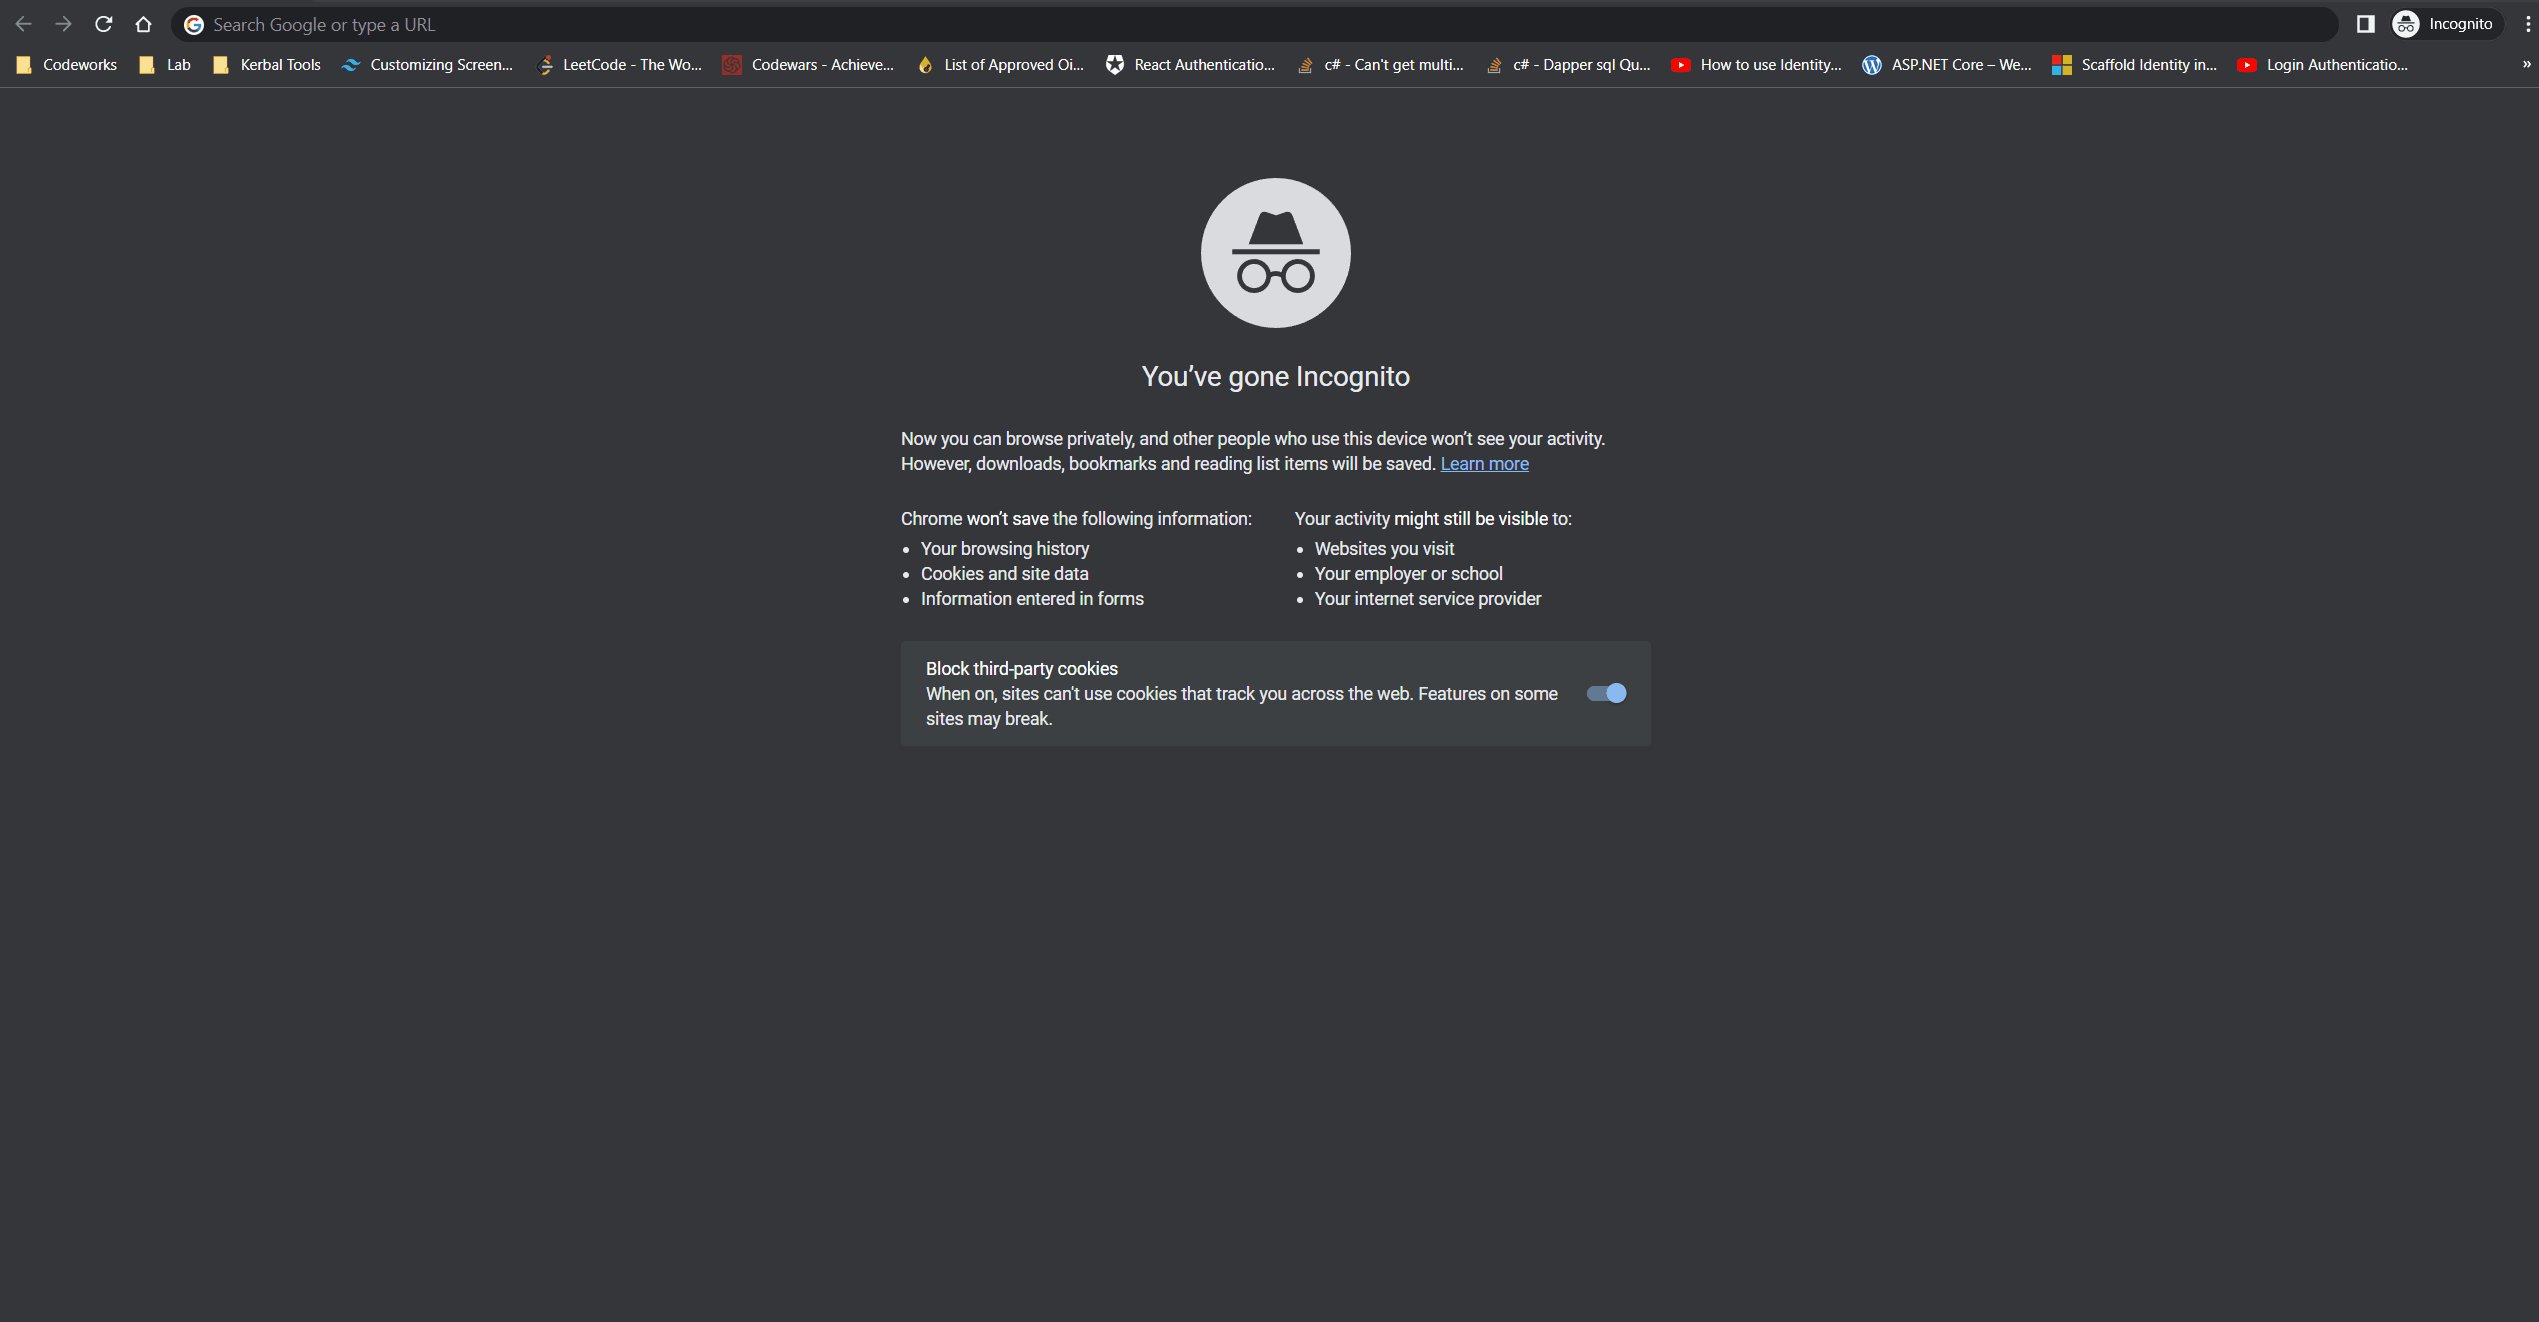 Search Google or type a URL
Incognito
Codeworks Lab Kerbal Tools Customizing Screen... LeetCode - The Wo... Codewars - Achieve... List of Approved Oi... React Authenticatio... c# - Can't get multi... c# - Dapper sql Qu... How to use Identity... ASP.NET Core – We... Scaffold Identity in... Login Authenticatio... »
You’ve gone Incognito
Now you can browse privately, and other people who use this device won’t see your activity.
However, downloads, bookmarks and reading list items will be saved. Learn more
Chrome won’t save the following information:
• Your browsing history
• Cookies and site data
• Information entered in forms
Your activity might still be visible to:
• Websites you visit
• Your employer or school
• Your internet service provider
Block third-party cookies
When on, sites can't use cookies that track you across the web. Features on some
sites may break.